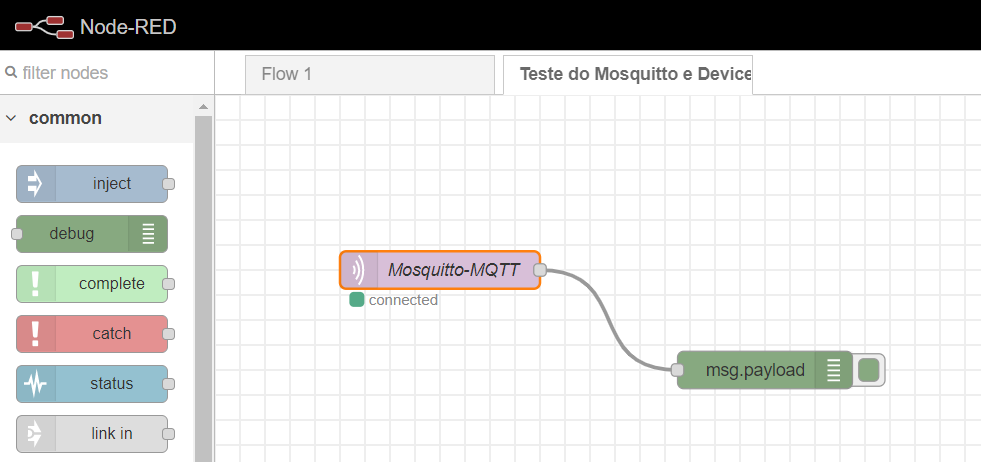 Node-RED
filter nodes
Flow 1
Teste do Mosquitto e Device
common
inject
debug
complete
catch
status
link in
Mosquitto-MQTT
connected
msg.payload